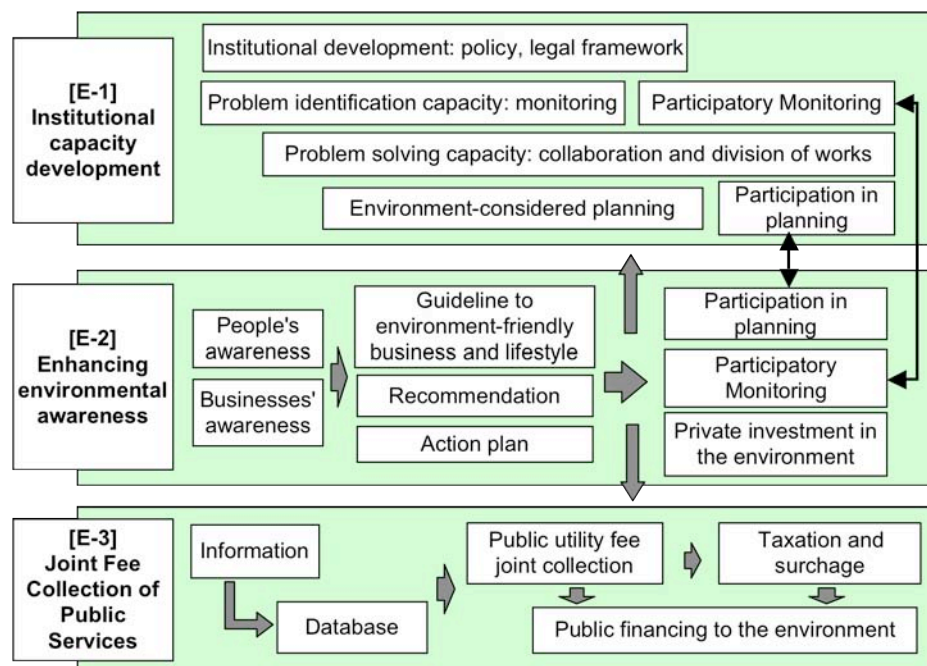 [E-1]
Institutional
capacity
development
Institutional development: policy, legal framework
Problem identification capacity: monitoring
Participatory Monitoring
Problem solving capacity: collaboration and division of works
Environment-considered planning
Participation in
planning
[E-2]
Enhancing
environmental
awareness
People's
awareness
Businesses'
awareness
Guideline to
environment-friendly
business and lifestyle
Recommendation
Action plan
Participation in
planning
Participatory
Monitoring
Private investment in
the environment
[E-3]
Joint Fee
Collection of
Public
Services
Information
Database
Public utility fee
joint collection
Taxation and
surchage
Public financing to the environment